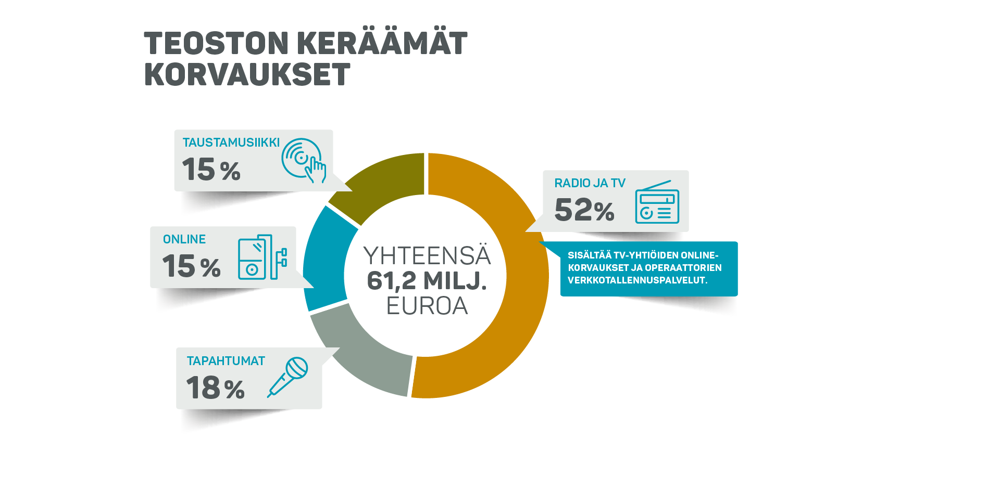 TEOSTON KERÄÄMÄT
KORVAUKSET
TAUSTAMUSIIKKI
15 %
RADIO JA TV
52%
ONLINE
15 %
SISÄLTÄÄ TV-YHTIÖIDEN ONLINE-
KORVAUKSET JA OPERAATTORIEN
VERKKOTALLENNUSPALVELUT.
YHTEENSÄ
61,2 MILJ.
EUROA
TAPAHTUMAT
18 %